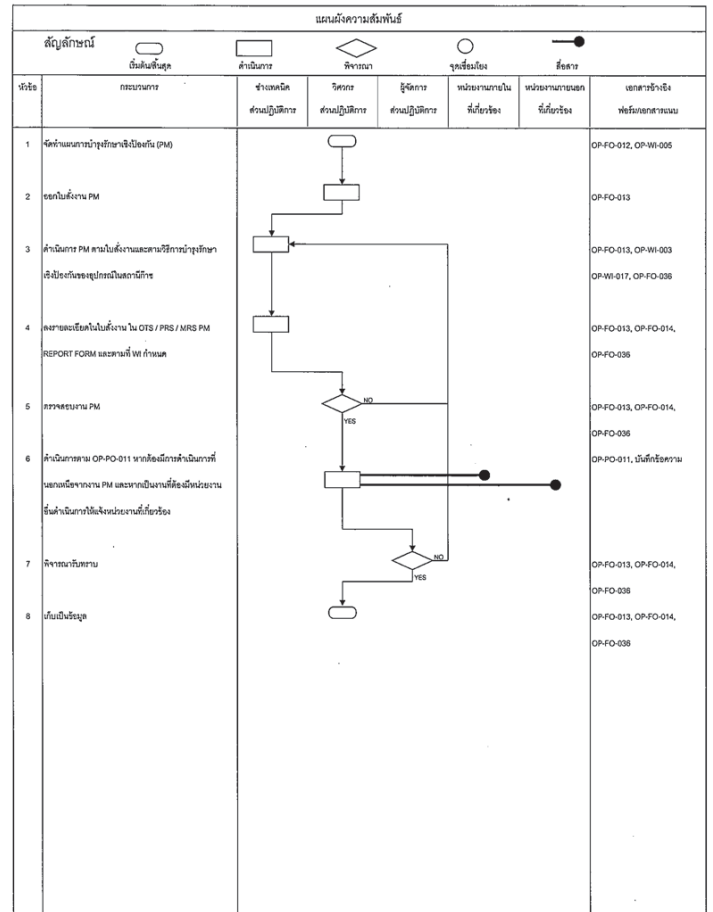 แผนผังความสัมพันธ์
สัญลักษณ์
เริ่มต้น/สิ้นสุด ดำเนินการ พิจารณา จุดเชื่อมโยง สื่อสาร
หัวข้อ กระบวนการ ช่างเทคนิค วิศวกร ผู้จัดการ หน่วยงานภายใน หน่วยงานภายนอก เอกสารอ้างอิง
ส่วนปฏิบัติการ ส่วนปฏิบัติการ ส่วนปฏิบัติการ ที่เกี่ยวข้อง ที่เกี่ยวข้อง ฟอร์ม/เอกสารแนบ
1 จัดทำแผนการบำรุงรักษาเชิงป้องกัน (PM) OP-FO-012, OP-WI-005
2 ออกใบสั่งงาน PM OP-FO-013
3 ดำเนินการ PM ตามใบสั่งงานและตามวิธีการบำรุงรักษา OP-FO-013, OP-WI-003
เชิงป้องกันของอุปกรณ์ในสถานีก๊าซ OP-WI-017, OP-FO-036
4 ลงรายละเอียดในใบสั่งงาน ใน OTS / PRS / MRS PM OP-FO-013, OP-FO-014,
REPORT FORM และตามที่ WI กำหนด OP-FO-036
5 ตรวจสอบงาน PM NO OP-FO-013, OP-FO-014,
YES OP-FO-036
6 ดำเนินการตาม OP-PO-011 หากต้องมีการดำเนินการที่ OP-PO-011, บันทึกข้อความ
นอกเหนือจากงาน PM และหากเป็นงานที่ต้องมีหน่วยงาน
อื่นดำเนินการให้แจ้งหน่วยงานที่เกี่ยวข้อง
7 พิจารณารับทราบ NO OP-FO-013, OP-FO-014,
YES OP-FO-036
8 เก็บเป็นข้อมูล OP-FO-013, OP-FO-014,
OP-FO-036